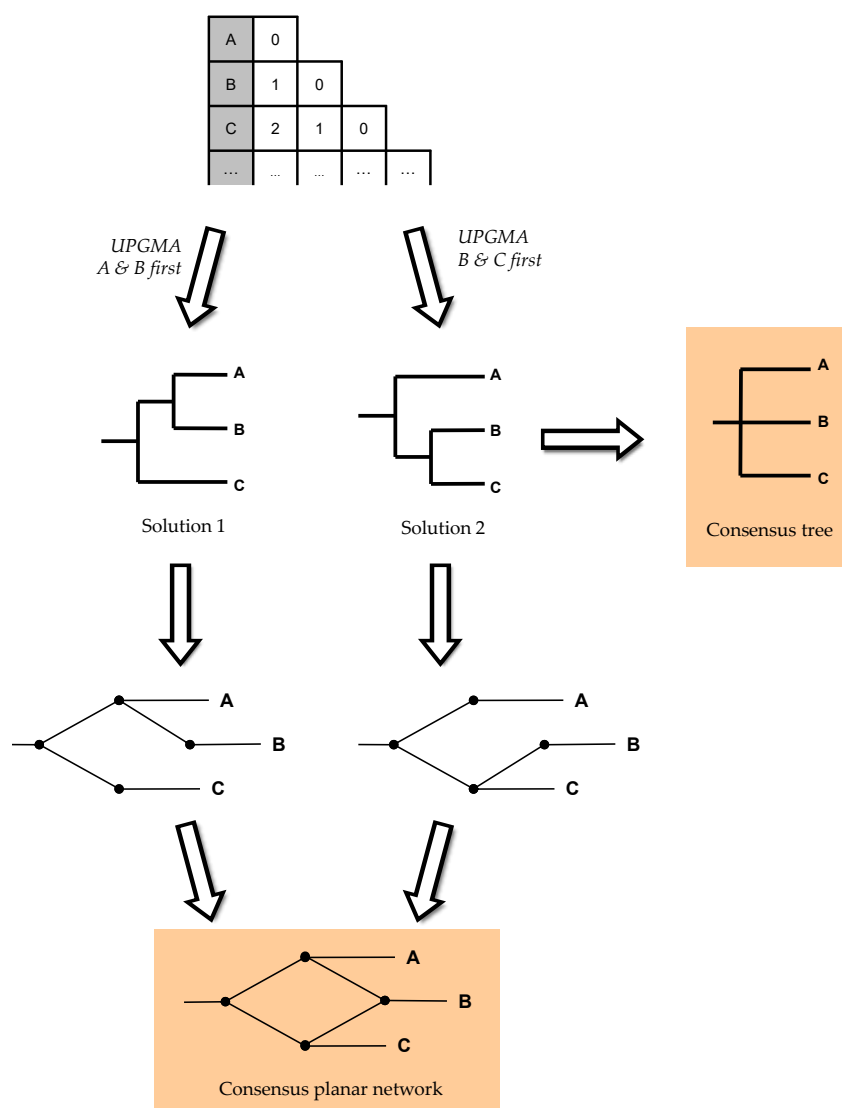 A 0
B 1 0
C 2 1 0
... ... ... ... ...
UPGMA
A & B first
UPGMA
B & C first
A
B
C
Solution 1
A
B
C
Solution 2
A
B
C
Consensus tree
A
B
C
A
B
C
A
B
C
Consensus planar network